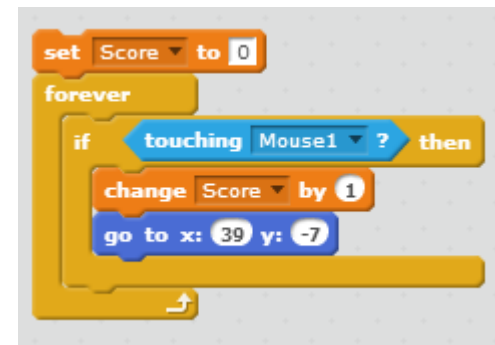 set Score to 0
forever
if touching Mouse1 ? then
change Score by 1
go to x: 39 y: -7